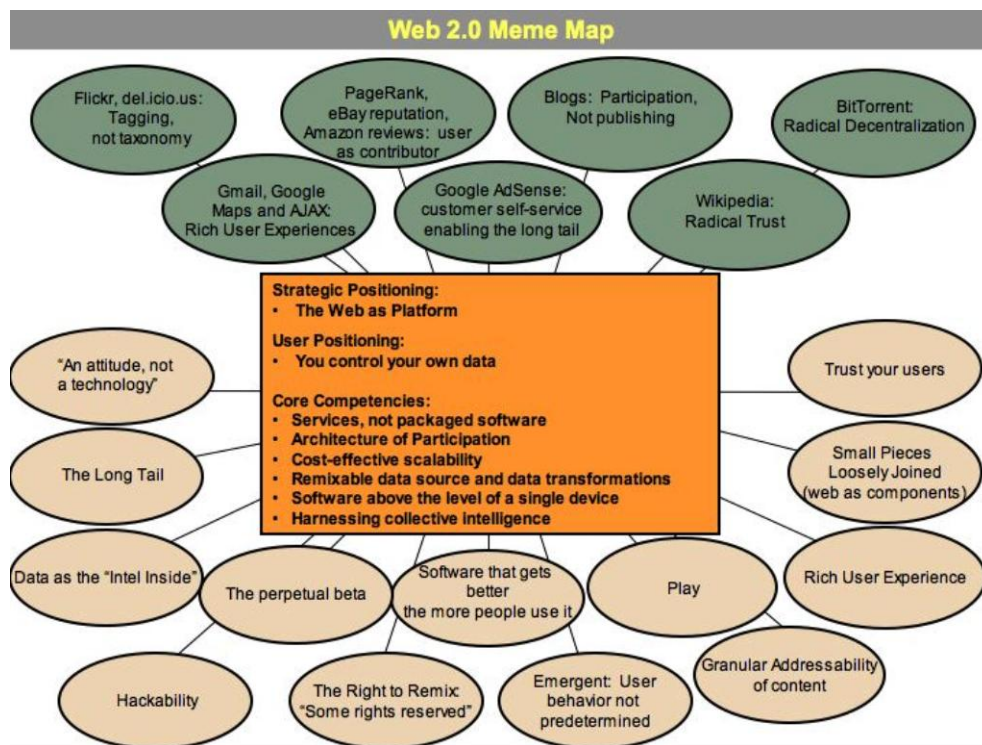 Web 2.0 Meme Map
Flickr, del.icio.us:
Tagging,
not taxonomy
PageRank,
eBay reputation,
Amazon reviews: user
as contributor
Blogs: Participation,
Not publishing
BitTorrent:
Radical Decentralization
Gmail, Google
Maps and AJAX:
Rich User Experiences
Google AdSense:
customer self-service
enabling the long tail
Wikipedia:
Radical Trust
Strategic Positioning:
• The Web as Platform
User Positioning:
• You control your own data
Core Competencies:
• Services, not packaged software
• Architecture of Participation
• Cost-effective scalability
• Remixable data source and data transformations
• Software above the level of a single device
• Harnessing collective intelligence
“An attitude, not
a technology”
Trust your users
The Long Tail
Small Pieces
Loosely Joined
(web as components)
Data as the “Intel Inside”
The perpetual beta
Software that gets
better
the more people use it
Play
Rich User Experience
Hackability
The Right to Remix:
“Some rights reserved”
Emergent: User
behavior not
predetermined
Granular Addressability
of content